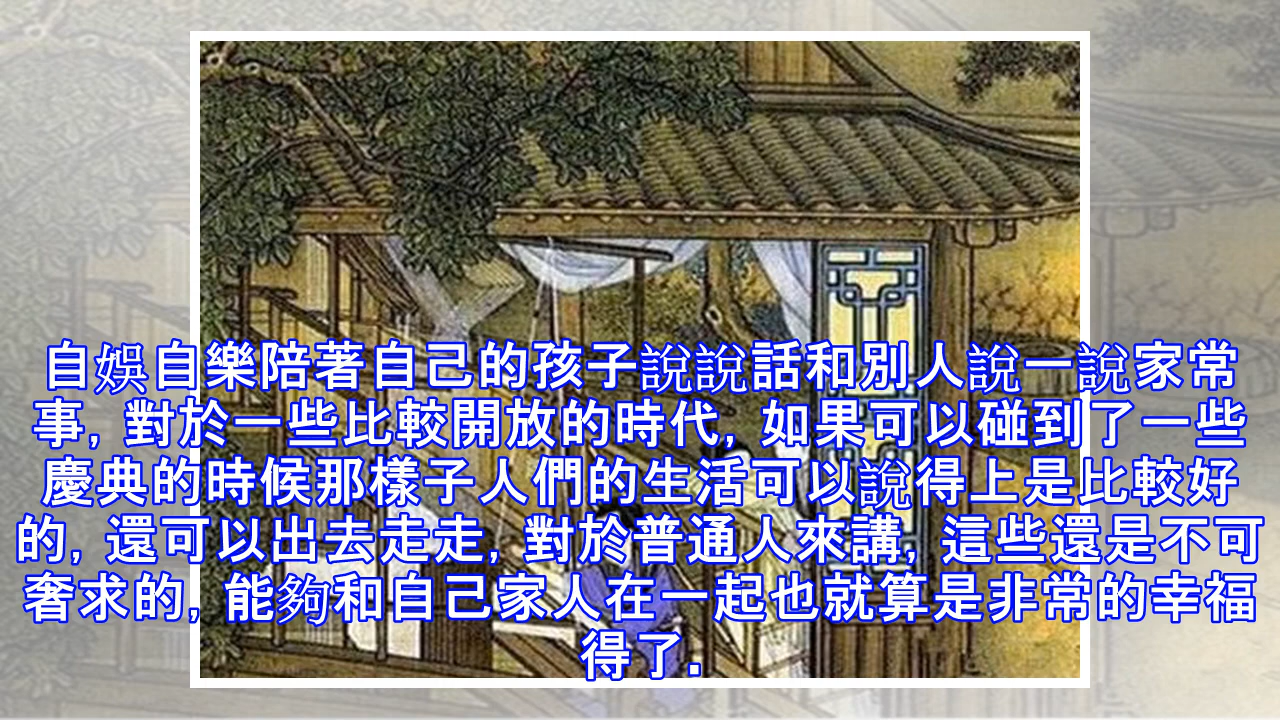 自娛自樂陪著自己的孩子說說話和別人說一說家常
事, 對於一些比較開放的時代, 如果可以碰到了一些
慶典的時候那樣子人們的生活可以說得上是比較好
的, 還可以出去走走, 對於普通人來講, 這些還是不可
奢求的, 能夠和自己家人在一起也就算是非常的幸福
得了.